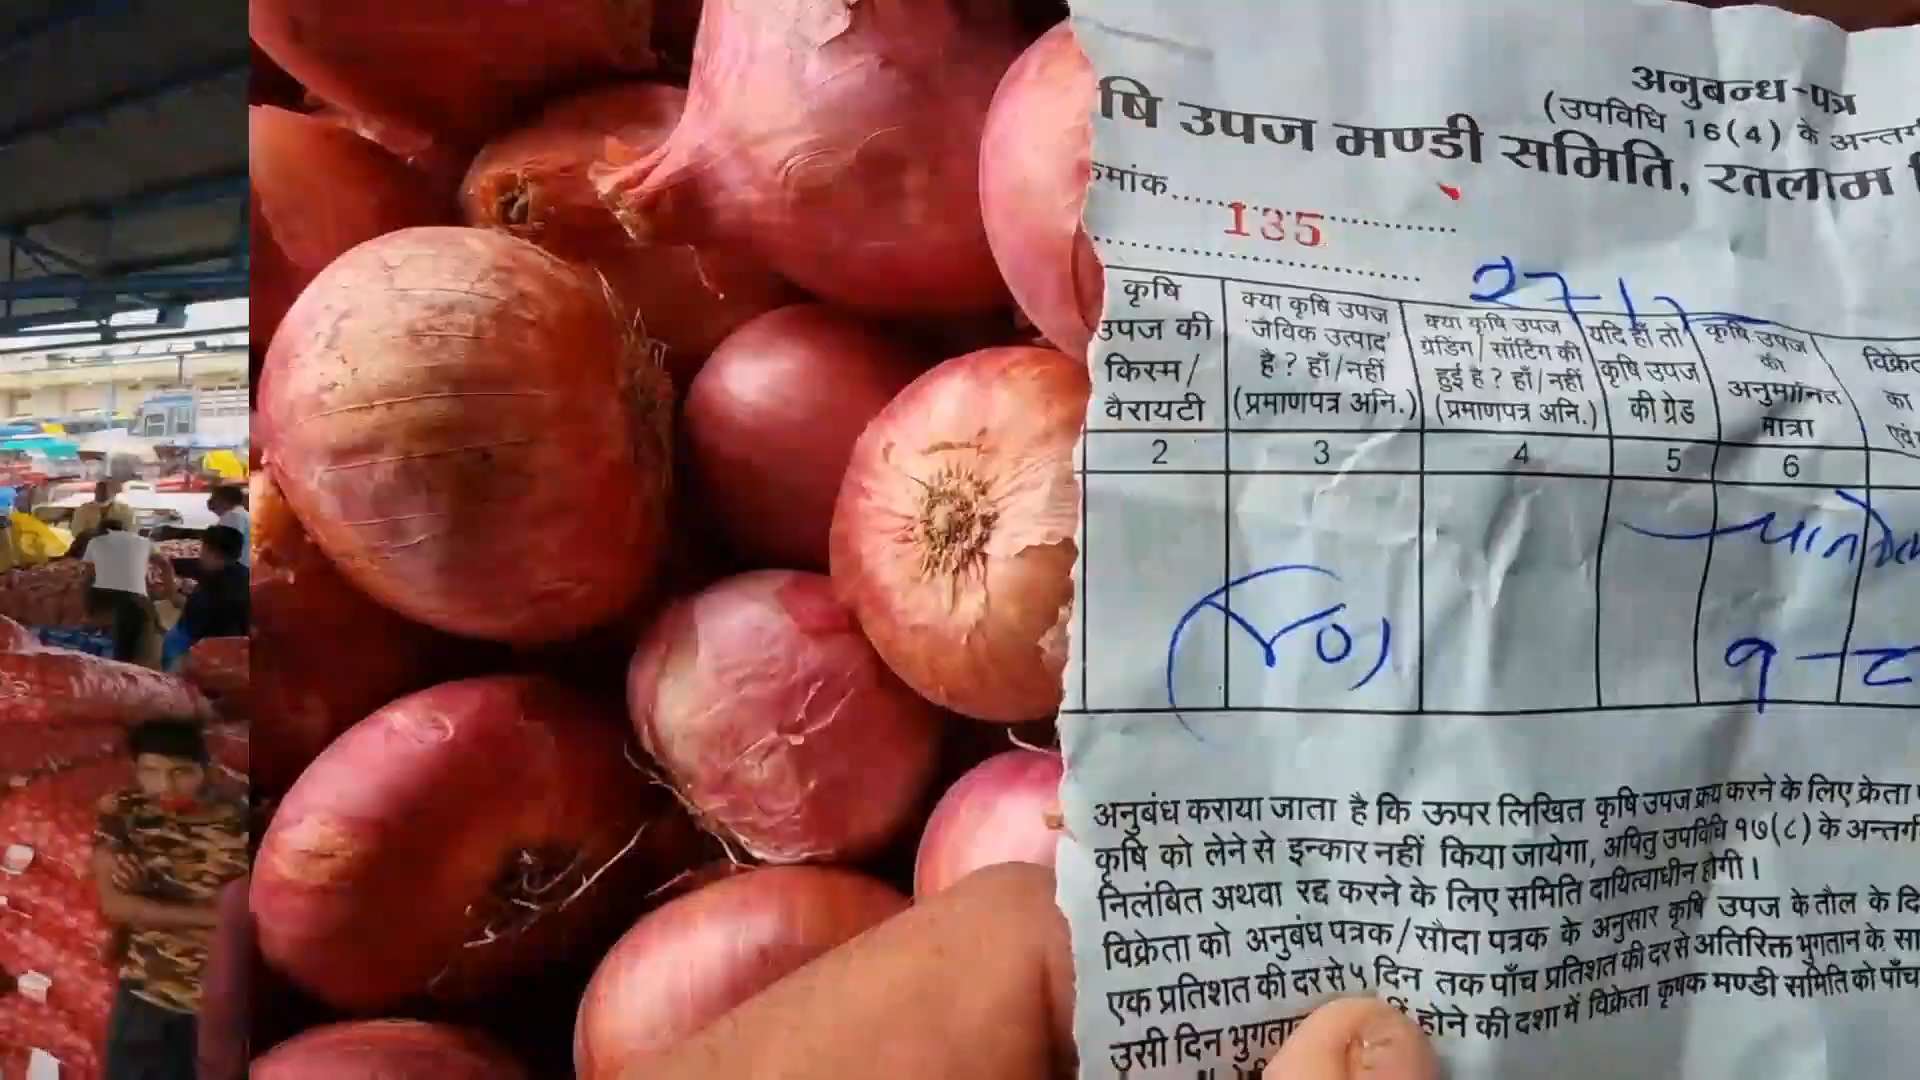 अनुबन्ध-पत्र
(उपविधि 16(4) के अन्तर्ग
षि उपज मण्डी समिति, रतलाम
मांक
135
कृषि उपज की किस्म/ वैरायटी
क्या कृषि उपज 'जैविक उत्पाद' है ? हाँ/नहीं (प्रमाणपत्र अनि.)
क्या कृषि उपज ग्रेडिंग/सॉर्टिंग की हुई है ? हाँ/नहीं (प्रमाणपत्र अनि.)
यदि हाँ तो कृषि उपज की ग्रेड
कृषि उपज की अनुमानित मात्रा
विक्रेत का एवं
2 3 4 5 6
अनुबंध कराया जाता है कि ऊपर लिखित कृषि उपज क्रय करने के लिए क्रेता
कृषि को लेने से इन्कार नहीं किया जायेगा, अपितु उपविधि १७(८) के अन्तर्ग
निलंबित अथवा रद्द करने के लिए समिति दायित्वाधीन होगी।
विक्रेता को अनुबंध पत्रक/सौदा पत्रक के अनुसार कृषि उपज के तौल के दि
एक प्रतिशत की दर से ५ दिन तक पाँच प्रतिशत की दर से अतिरिक्त भुगतान के सा
उसी दिन भुगता होने की दशा में विक्रेता कृषक मण्डी समिति को पाँच